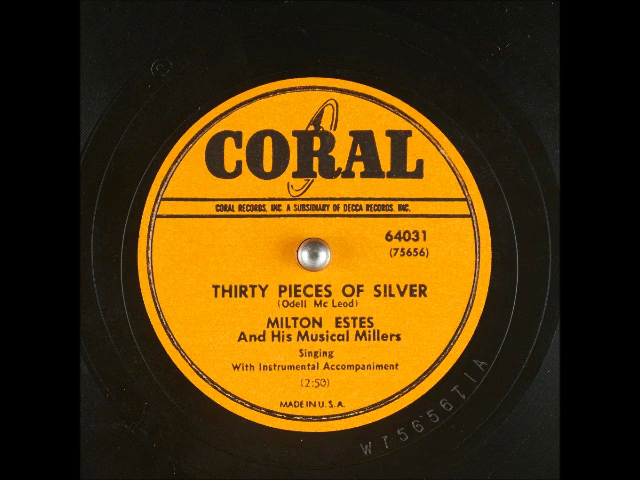 CORAL
CORAL RECORDS, INC. A SUBSIDIARY OF DECCA RECORDS, INC.
64031
(75656)
THIRTY PIECES OF SILVER
(Odell Mc Leod)
MILTON ESTES
And His Musical Millers
Singing
With Instrumental Accompaniment
(2:50)
MADE IN U.S.A.
W75656T1A